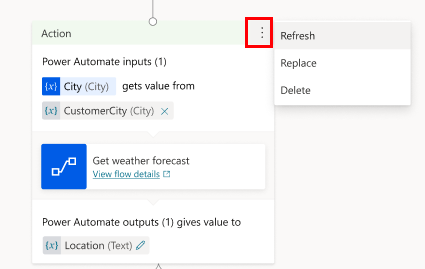 Action
Refresh
Replace
Delete
Power Automate inputs (1)
{x} City (City) gets value from
{x} CustomerCity (City)
Get weather forecast
View flow details
Power Automate outputs (1) gives value to
{x} Location (Text)